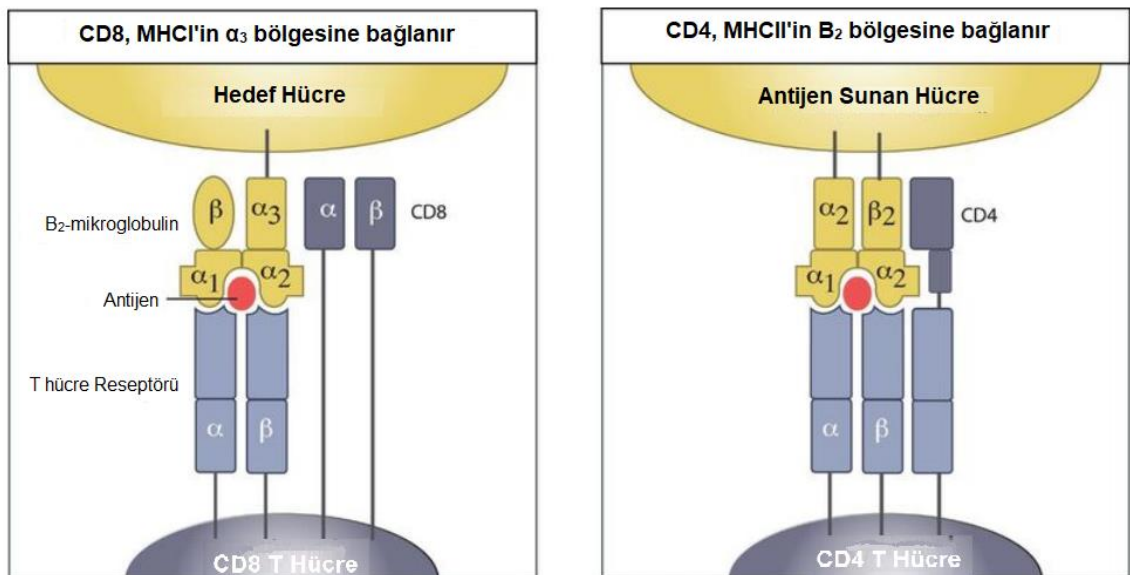 CD8, MHCI'in α₃ bölgesine bağlanır
Hedef Hücre
β
α3
α
β
CD8
B₂-mikroglobulin
α1
α2
Antijen
T hücre Reseptörü
α
β
CD8 T Hücre
CD4, MHCII'in B₂ bölgesine bağlanır
Antijen Sunan Hücre
α2
β2
CD4
α1
α2
α
β
CD4 T Hücre